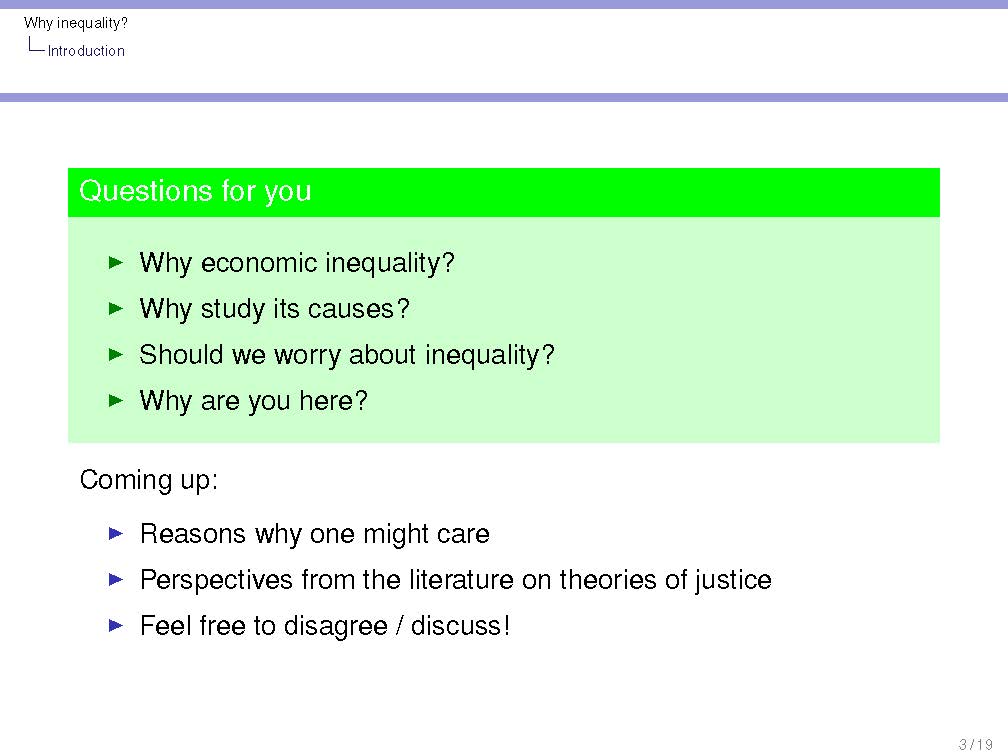 Why inequality?
Introduction
Questions for you
Why economic inequality?
Why study its causes?
Should we worry about inequality?
Why are you here?
Coming up:
Reasons why one might care
Perspectives from the literature on theories of justice
Feel free to disagree / discuss!
3 / 19